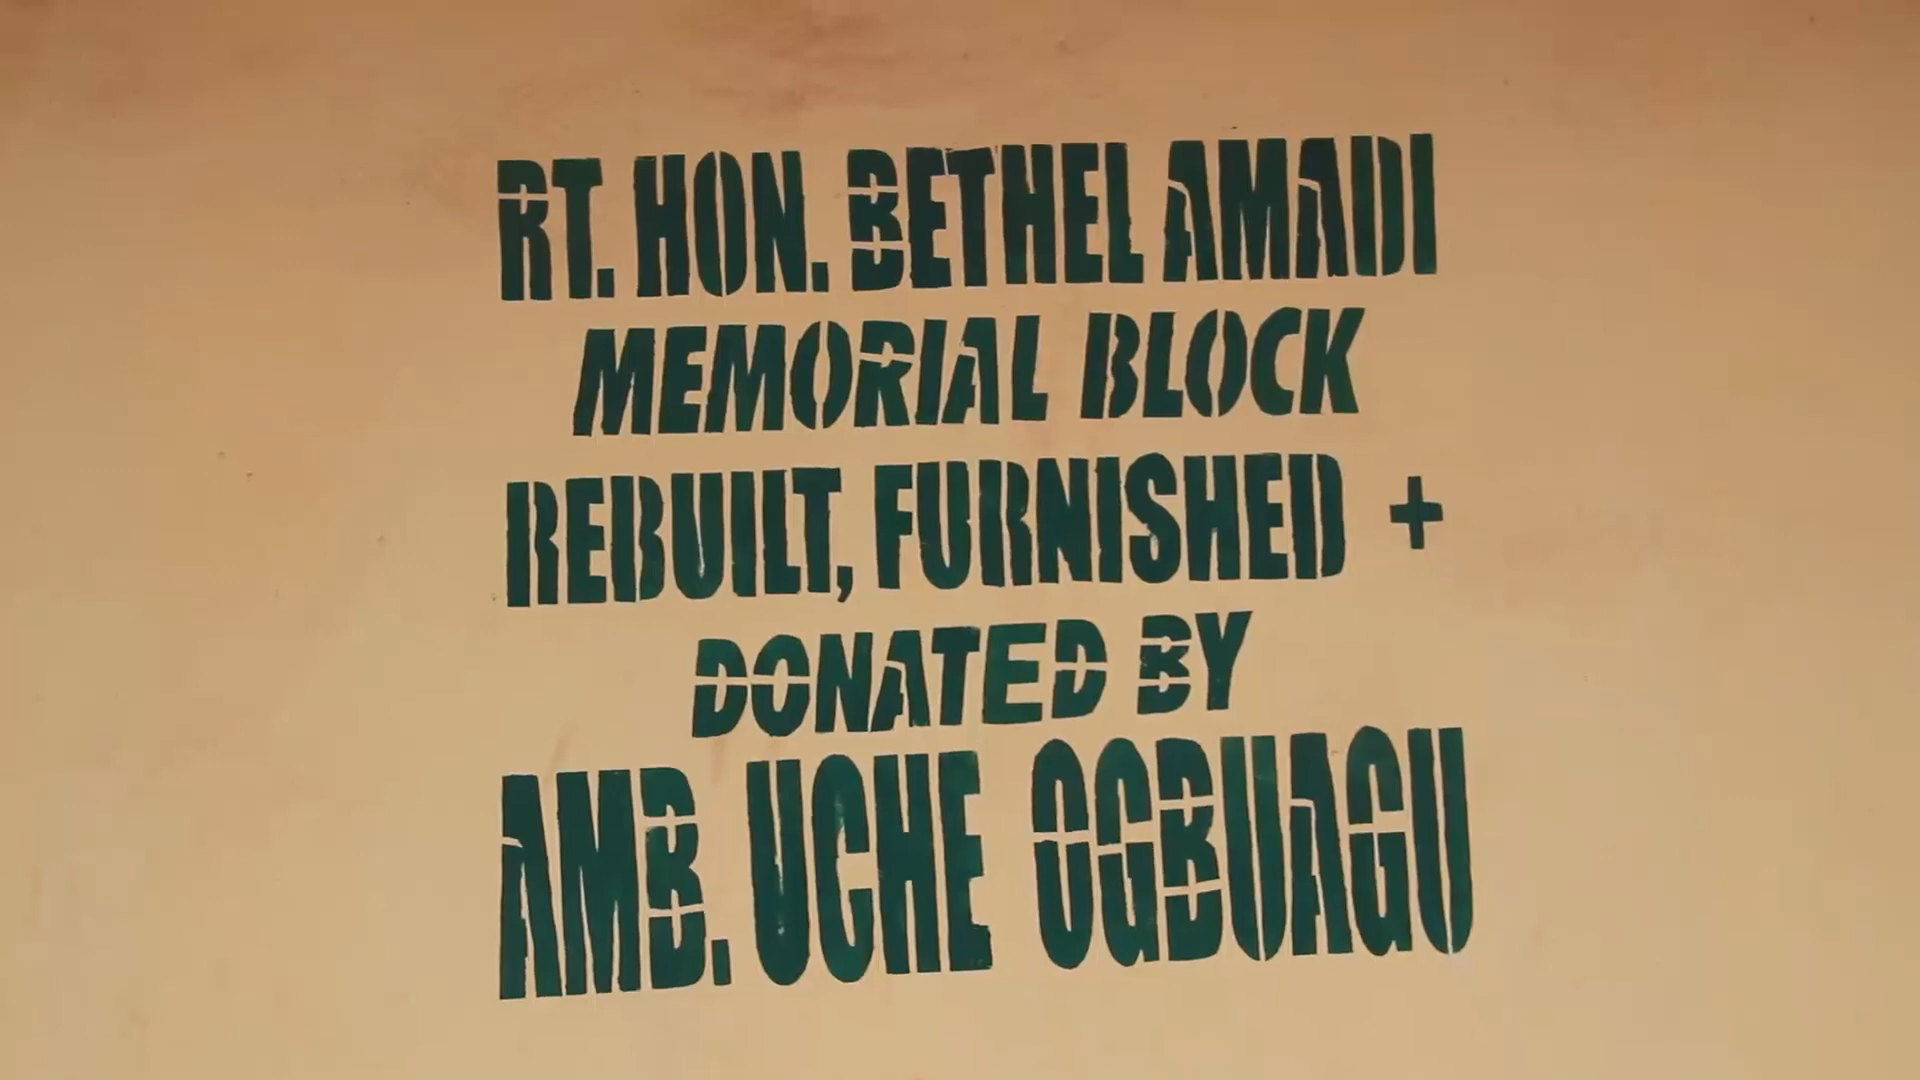 RT. HON. BETHEL AMADI
MEMORIAL BLOCK
REBUILT, FURNISHED +
DONATED BY
AMB. UCHE OGBUAGU